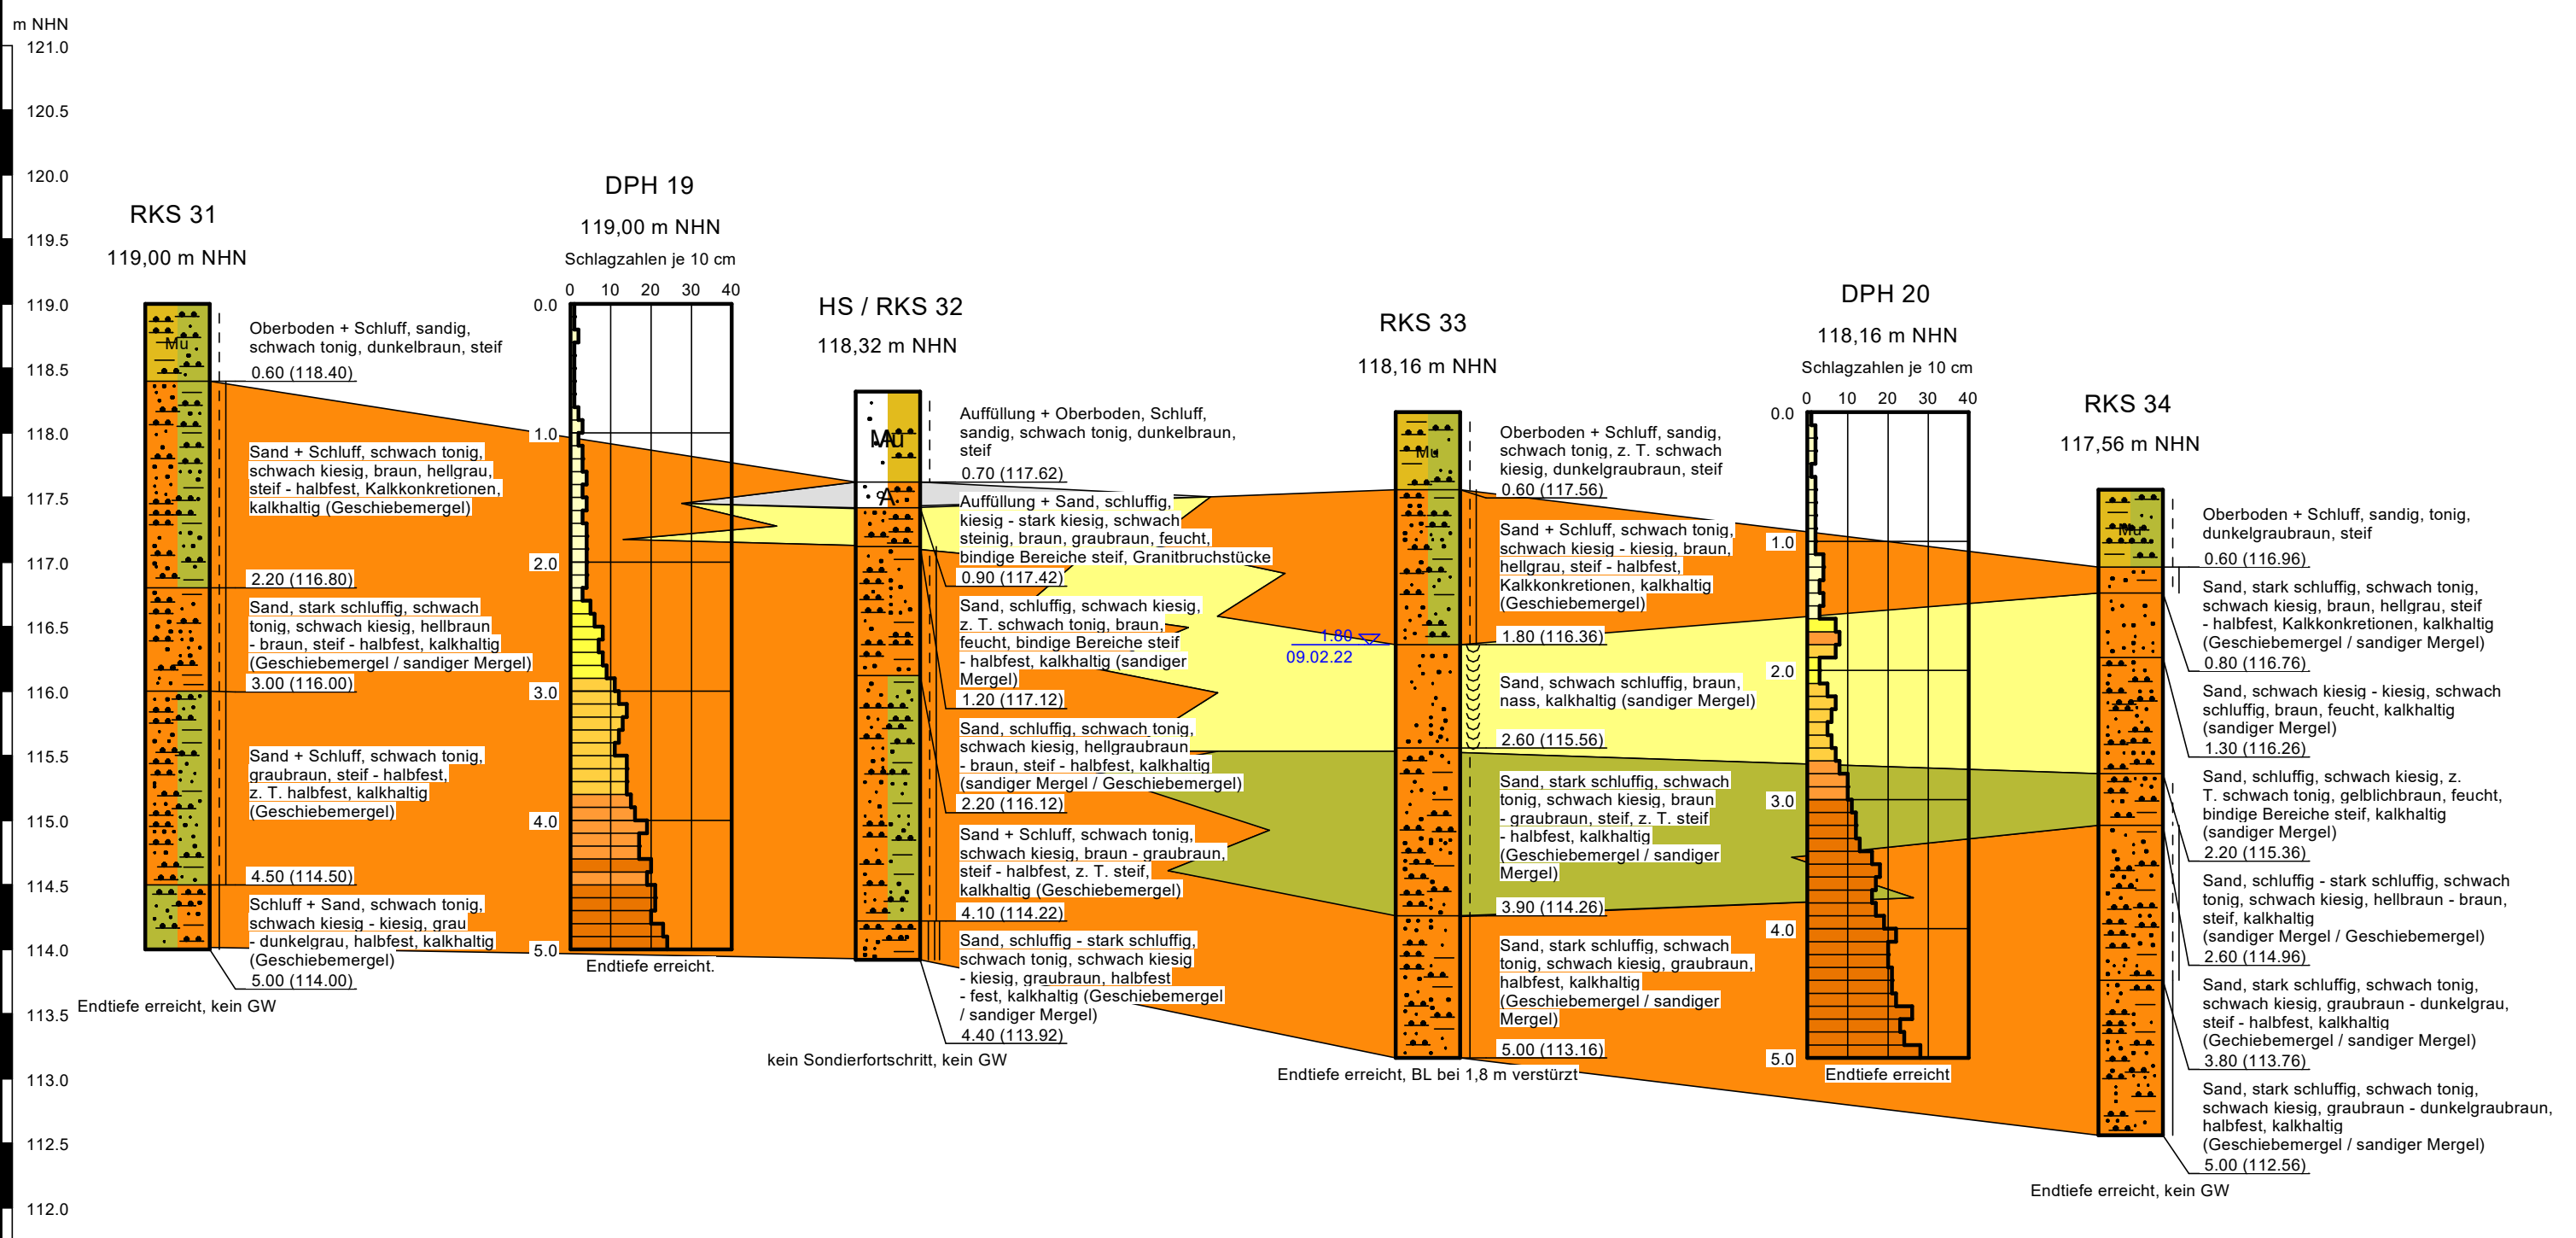 m NHN
121.0
120.5
120.0
119.5
119.0
118.5
118.0
117.5
117.0
116.5
116.0
115.5
115.0
114.5
114.0
113.5
113.0
112.5
112.0
RKS 31
119,00 m NHN
Mu
Oberboden + Schluff, sandig,
schwach tonig, dunkelbraun, steif
0.60 (118.40)
Sand + Schluff, schwach tonig,
schwach kiesig, braun, hellgrau,
steif - halbfest, Kalkkonkretionen,
kalkhaltig (Geschiebemergel)
2.20 (116.80)
Sand, stark schluffig, schwach
tonig, schwach kiesig, hellbraun
- braun, steif - halbfest, kalkhaltig
(Geschiebemergel / sandiger Mergel)
3.00 (116.00)
Sand + Schluff, schwach tonig,
graubraun, steif - halbfest,
z. T. halbfest, kalkhaltig
(Geschiebemergel)
4.50 (114.50)
Schluff + Sand, schwach tonig,
schwach kiesig - kiesig, grau
- dunkelgrau, halbfest, kalkhaltig
(Geschiebemergel)
5.00 (114.00)
Endtiefe erreicht, kein GW
DPH 19
119,00 m NHN
Schlagzahlen je 10 cm
0 10 20 30 40
0.0
1.0
2.0
3.0
4.0
5.0
Endtiefe erreicht.
HS / RKS 32
118,32 m NHN
Mu
A
A
Auffüllung + Oberboden, Schluff,
sandig, schwach tonig, dunkelbraun,
steif
0.70 (117.62)
Auffüllung + Sand, schluffig,
kiesig - stark kiesig, schwach
steinig, braun, graubraun, feucht,
bindige Bereiche steif, Granitbruchstücke
0.90 (117.42)
Sand, schluffig, schwach kiesig,
z. T. schwach tonig, braun,
feucht, bindige Bereiche steif
- halbfest, kalkhaltig (sandiger
Mergel)
1.20 (117.12)
Sand, schluffig, schwach tonig,
schwach kiesig, hellgraubraun
- braun, steif - halbfest, kalkhaltig
(sandiger Mergel / Geschiebemergel)
2.20 (116.12)
Sand + Schluff, schwach tonig,
schwach kiesig, braun - graubraun,
steif - halbfest, z. T. steif,
kalkhaltig (Geschiebemergel)
4.10 (114.22)
Sand, schluffig - stark schluffig,
schwach tonig, schwach kiesig
- kiesig, graubraun, halbfest
- fest, kalkhaltig (Geschiebemergel
/ sandiger Mergel)
4.40 (113.92)
kein Sondierfortschritt, kein GW
RKS 33
118,16 m NHN
Mu
1.80
09.02.22
Oberboden + Schluff, sandig,
schwach tonig, z. T. schwach
kiesig, dunkelgraubraun, steif
0.60 (117.56)
Sand + Schluff, schwach tonig,
schwach kiesig - kiesig, braun,
hellgrau, steif - halbfest,
Kalkkonkretionen, kalkhaltig
(Geschiebemergel)
1.80 (116.36)
Sand, schwach schluffig, braun,
nass, kalkhaltig (sandiger Mergel)
2.60 (115.56)
Sand, stark schluffig, schwach
tonig, schwach kiesig, braun
- graubraun, steif, z. T. steif
- halbfest, kalkhaltig
(Geschiebemergel / sandiger
Mergel)
3.90 (114.26)
Sand, stark schluffig, schwach
tonig, schwach kiesig, graubraun,
halbfest, kalkhaltig
(Geschiebemergel / sandiger
Mergel)
5.00 (113.16)
Endtiefe erreicht, BL bei 1,8 m verstürzt
DPH 20
118,16 m NHN
Schlagzahlen je 10 cm
0 10 20 30 40
0.0
1.0
2.0
3.0
4.0
5.0
Endtiefe erreicht
RKS 34
117,56 m NHN
Mu
Oberboden + Schluff, sandig, tonig,
dunkelgraubraun, steif
0.60 (116.96)
Sand, stark schluffig, schwach tonig,
schwach kiesig, braun, hellgrau, steif
- halbfest, Kalkkonkretionen, kalkhaltig
(Geschiebemergel / sandiger Mergel)
0.80 (116.76)
Sand, schwach kiesig - kiesig, schwach
schluffig, braun, feucht, kalkhaltig
(sandiger Mergel)
1.30 (116.26)
Sand, schluffig, schwach kiesig, z.
T. schwach tonig, gelblichbraun, feucht,
bindige Bereiche steif, kalkhaltig
(sandiger Mergel)
2.20 (115.36)
Sand, schluffig - stark schluffig, schwach
tonig, schwach kiesig, hellbraun - braun,
steif, kalkhaltig
(sandiger Mergel / Geschiebemergel)
2.60 (114.96)
Sand, stark schluffig, schwach tonig,
schwach kiesig, graubraun - dunkelgrau,
steif - halbfest, kalkhaltig
(Gechiebemergel / sandiger Mergel)
3.80 (113.76)
Sand, stark schluffig, schwach tonig,
schwach kiesig, graubraun - dunkelgraubraun,
halbfest, kalkhaltig
(Geschiebemergel / sandiger Mergel)
5.00 (112.56)
Endtiefe erreicht, kein GW